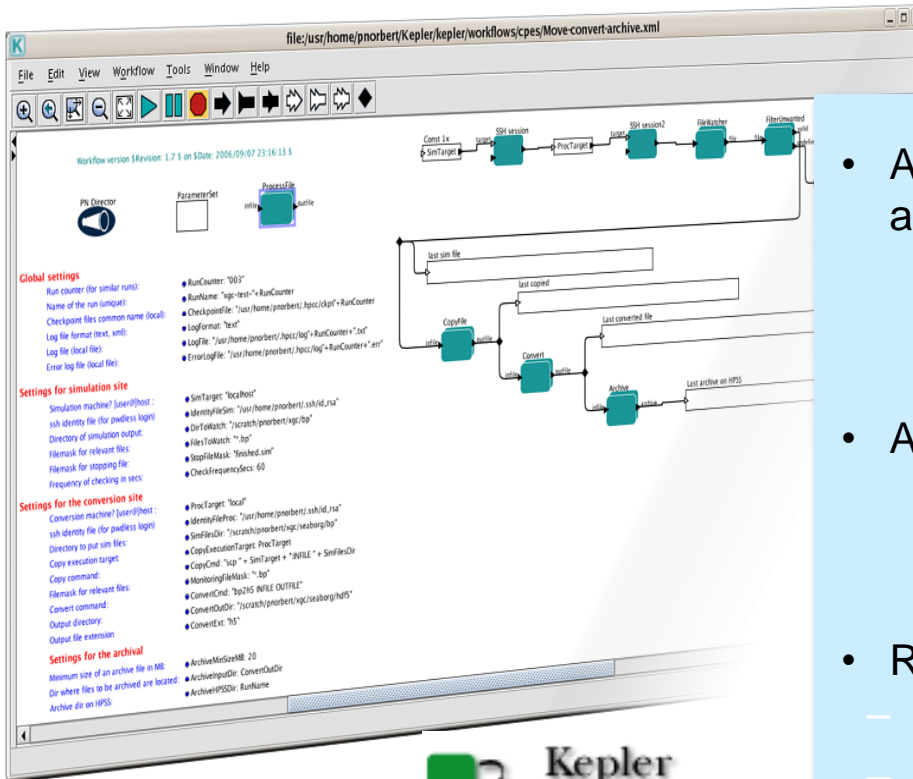 file:/usr/home/pnorbert/Kepler/kepler/workflows/cpes/Move-convert-archive.xml
File Edit View Workflow Tools Window Help
Workflow version $Revision: 1.7 $ on $Date: 2006/09/07 23:16:13 $
PN Director
ParameterSet
ProcessFile
infile
outfile
Const 1x
SimTarget
target
SSH session
ProcTarget
target
SSH session2
FileWatcher
file
file
FilterUnwanted
valid
last sim file
last copied
Last converted file
Last archive on HPSS
CopyFile
infile
outfile
Convert
infile
outfile
Archive
infile
archive
Global settings
Run counter (for similar runs): RunCounter: "003"
Name of the run (unique): RunName: "xgc-test-"+RunCounter
Checkpoint files common name (local): CheckpointFile: "/usr/home/pnorbert/.hpcc/ckpt"+RunCounter
Log file format (text, xml): LogFormat: "text"
Log file (local file): LogFile: "/usr/home/pnorbert/.hpcc/log"+RunCounter+".txt"
Error log file (local file): ErrorLogFile: "/usr/home/pnorbert/.hpcc/log"+RunCounter+".err"
Settings for simulation site
Simulation machine? [user@]host : SimTarget: "localhost"
ssh identity file (for pwdless login) IdentityFileSim: "/usr/home/pnorbert/.ssh/id_rsa"
Directory of simulation output: DirToWatch: "/scratch/pnorbert/xgc/bp"
Filemask for relevant files: FilesToWatch: "*.bp"
Filemask for stopping file: StopFileMask: "finished.sim"
Frequency of checking in secs: CheckFrequencySecs: 60
Settings for the conversion site
Conversion machine? [user@]host : ProcTarget: "local"
ssh identity file (for pwdless login) IdentityFileProc: "/usr/home/pnorbert/.ssh/id_rsa"
Directory to put sim files: SimFilesDir: "/scratch/pnorbert/xgc/seaborg/bp"
Copy execution target: CopyExecutionTarget: ProcTarget
Copy command: CopyCmd: "scp " + SimTarget + ":INFILE " + SimFilesDir
Filemask for relevant files: MonitoringFileMask: "*.bp"
Convert command: ConvertCmd: "bp2h5 INFILE OUTFILE"
Output directory: ConvertOutDir: "/scratch/pnorbert/xgc/seaborg/hdf5"
Output file extension ConvertExt: "h5"
Settings for the archival
Minimum size of an archive file in MB: ArchiveMinSizeMB: 20
Dir where files to be archived are located: ArchiveInputDir: ConvertOutDir
Archive dir on HPSS: ArchiveHPSSDir: RunName
Kepler
• A
a
• A
• R
–
–